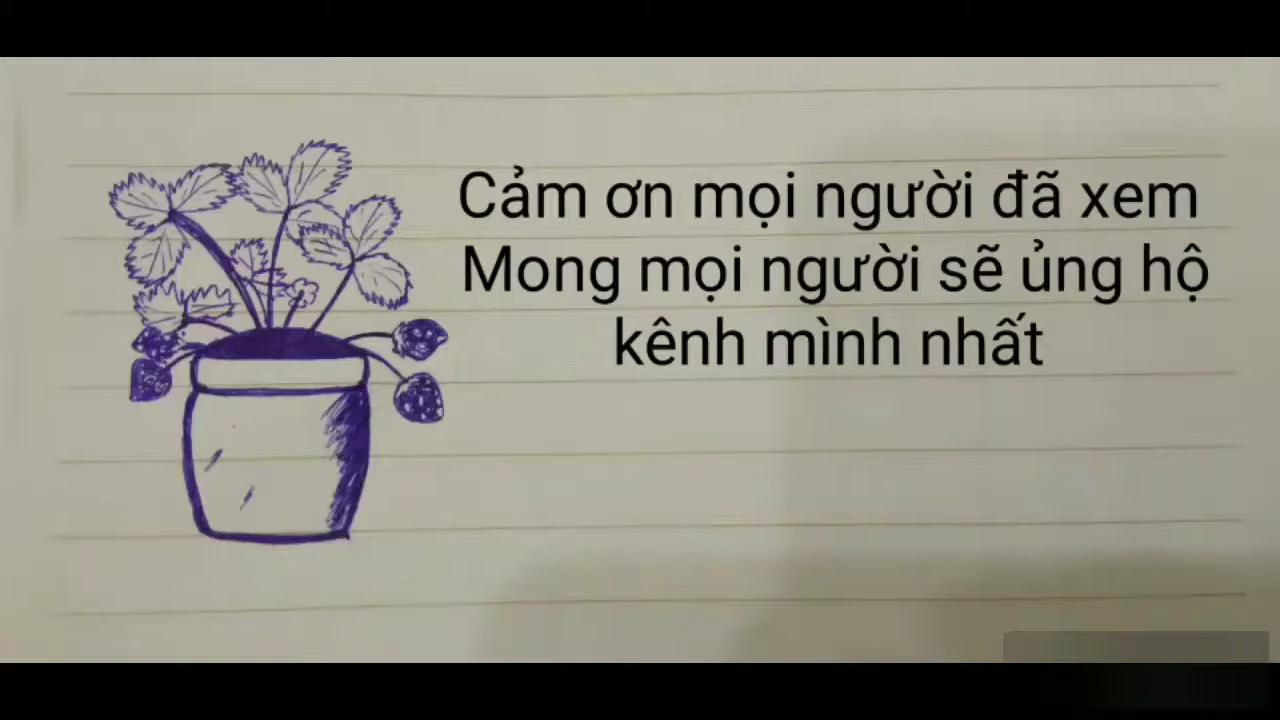 Cảm ơn mọi người đã xem
Mong mọi người sẽ ủng hộ
kênh mình nhất